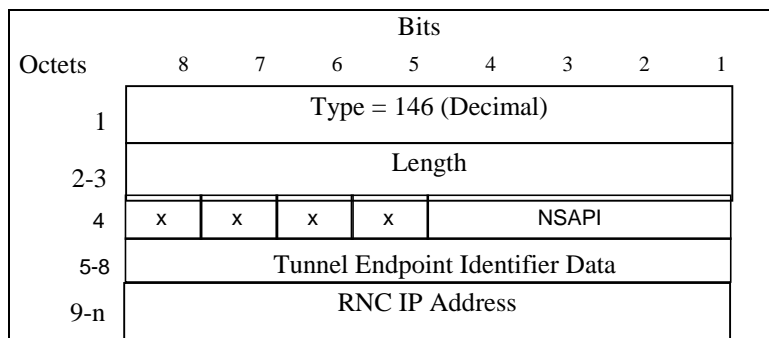 Bits
Octets 8 7 6 5 4 3 2 1
1 Type = 146 (Decimal)
2-3 Length
4 x x x x NSAPI
5-8 Tunnel Endpoint Identifier Data
9-n RNC IP Address